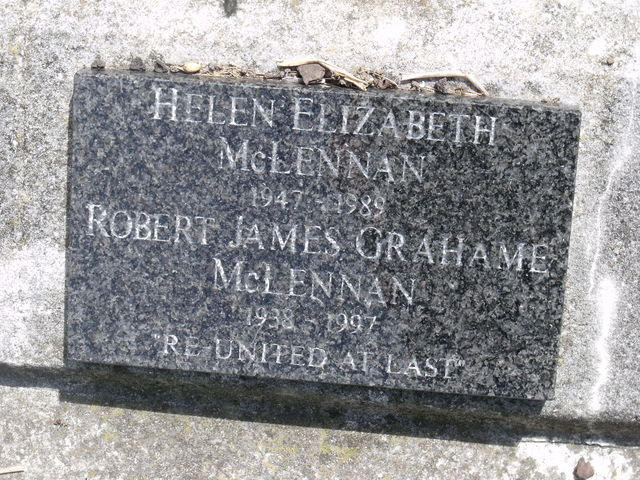 HELEN ELIZABETH
McLENNAN
1947 - 1989
ROBERT JAMES GRAHAME
McLENNAN
1938 - 1997
"RE-UNITED AT LAST"